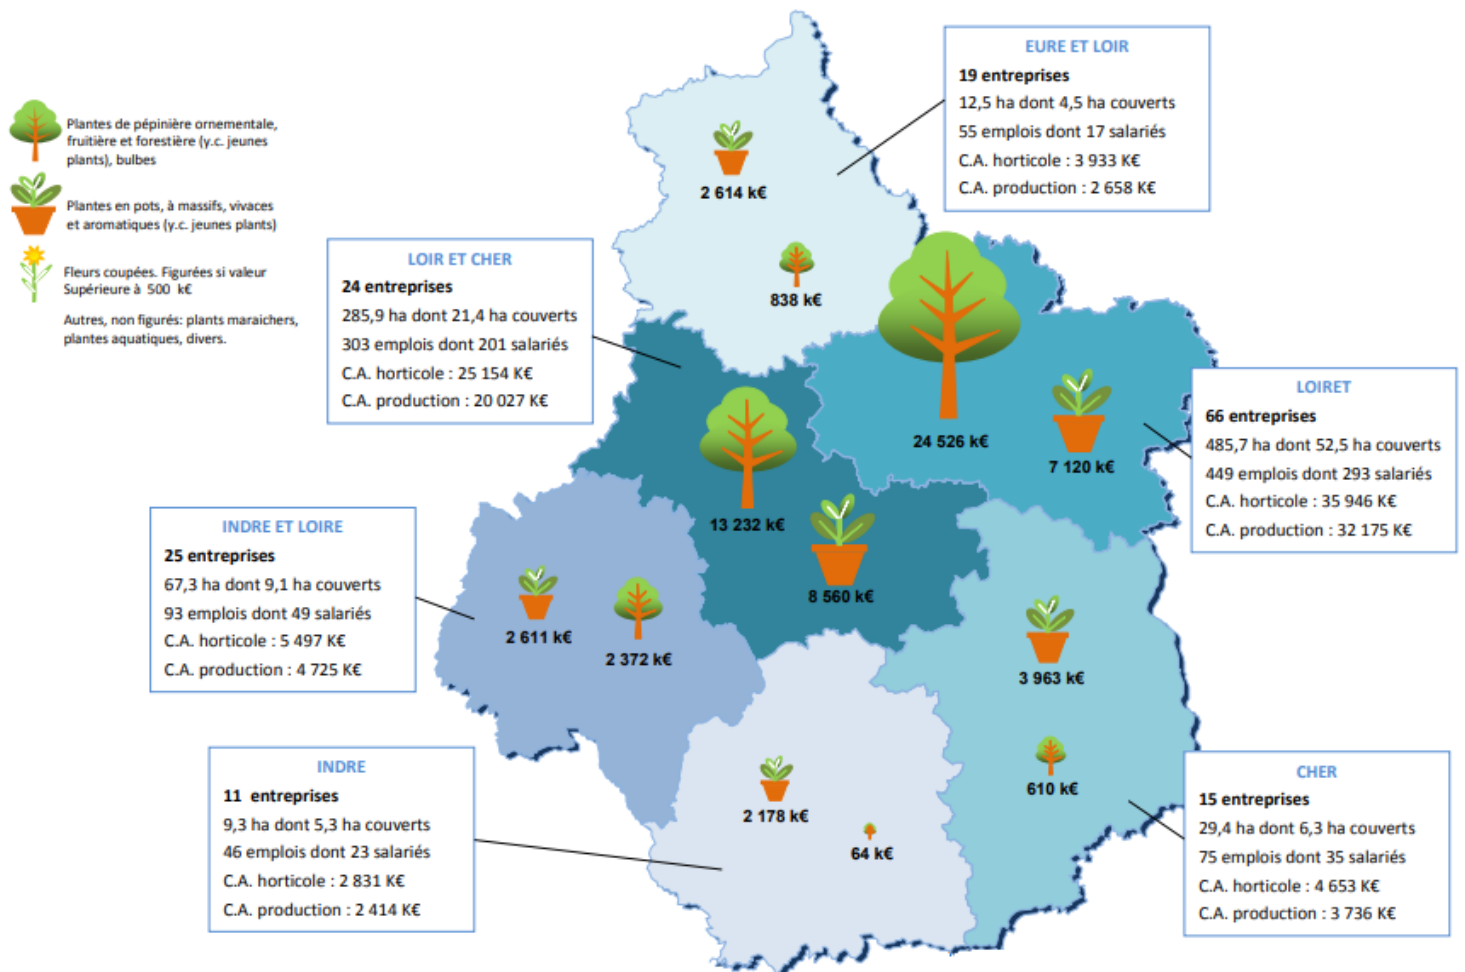 Plantes de pépinière ornementale,
fruitière et forestière (y.c. jeunes
plants), bulbes
Plantes en pots, à massifs, vivaces
et aromatiques (y.c. jeunes plants)
Fleurs coupées. Figurées si valeur
Supérieure à 500 k€
Autres, non figurés: plants maraichers,
plantes aquatiques, divers.
EURE ET LOIR
19 entreprises
12,5 ha dont 4,5 ha couverts
55 emplois dont 17 salariés
C.A. horticole : 3 933 K€
C.A. production : 2 658 K€
2 614 k€
838 k€
LOIR ET CHER
24 entreprises
285,9 ha dont 21,4 ha couverts
303 emplois dont 201 salariés
C.A. horticole : 25 154 K€
C.A. production : 20 027 K€
13 232 k€
8 560 k€
24 526 k€
7 120 k€
LOIRET
66 entreprises
485,7 ha dont 52,5 ha couverts
449 emplois dont 293 salariés
C.A. horticole : 35 946 K€
C.A. production : 32 175 K€
INDRE ET LOIRE
25 entreprises
67,3 ha dont 9,1 ha couverts
93 emplois dont 49 salariés
C.A. horticole : 5 497 K€
C.A. production : 4 725 K€
2 611 k€
2 372 k€
3 963 k€
610 k€
INDRE
11 entreprises
9,3 ha dont 5,3 ha couverts
46 emplois dont 23 salariés
C.A. horticole : 2 831 K€
C.A. production : 2 414 K€
2 178 k€
64 k€
CHER
15 entreprises
29,4 ha dont 6,3 ha couverts
75 emplois dont 35 salariés
C.A. horticole : 4 653 K€
C.A. production : 3 736 K€